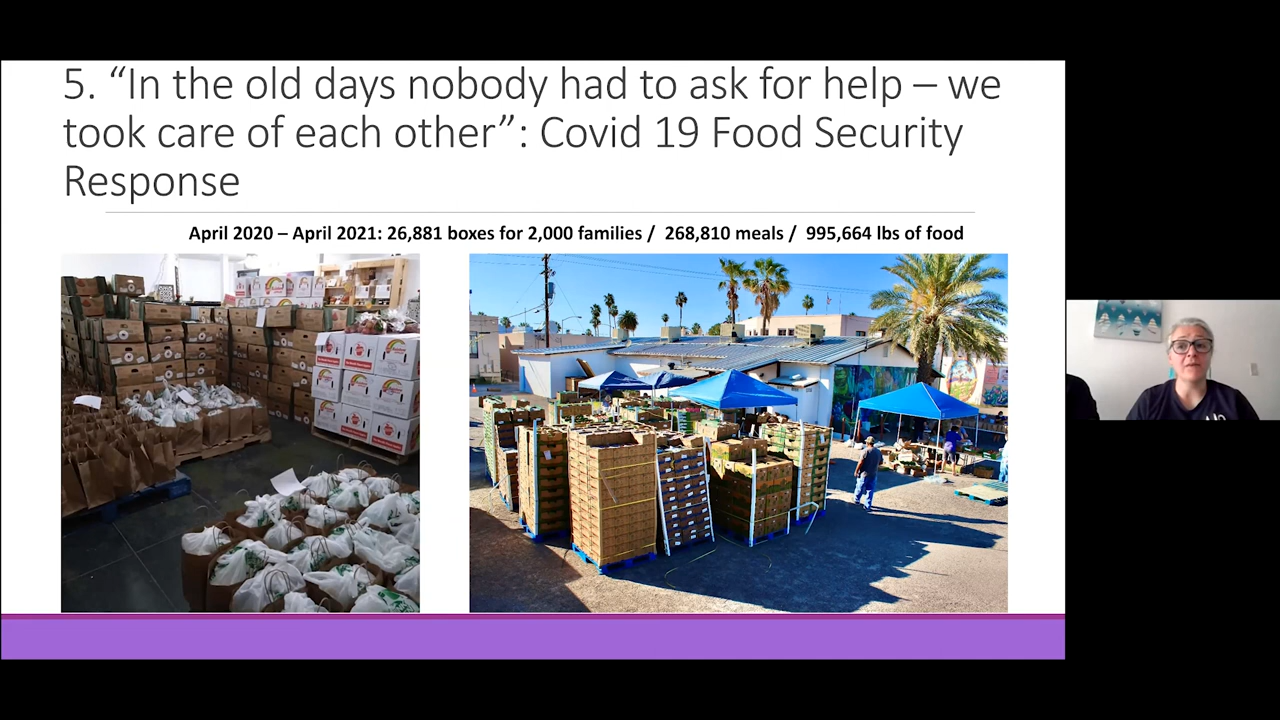 5. “In the old days nobody had to ask for help – we
took care of each other”: Covid 19 Food Security
Response
April 2020 – April 2021: 26,881 boxes for 2,000 families / 268,810 meals / 995,664 lbs of food